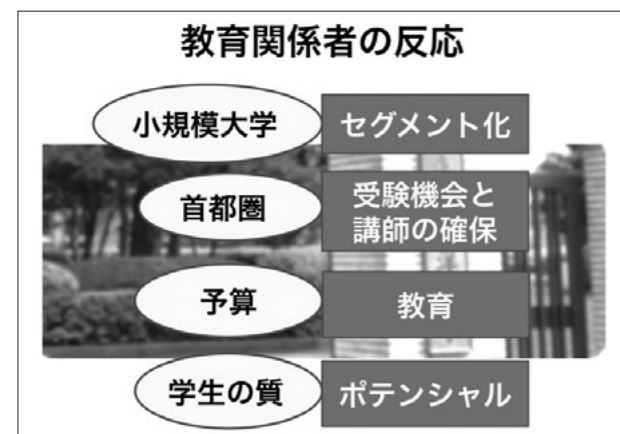 教育関係者の反応
小規模大学
セグメント化
首都圏
受験機会と
講師の確保
予算
教育
学生の質
ポテンシャル